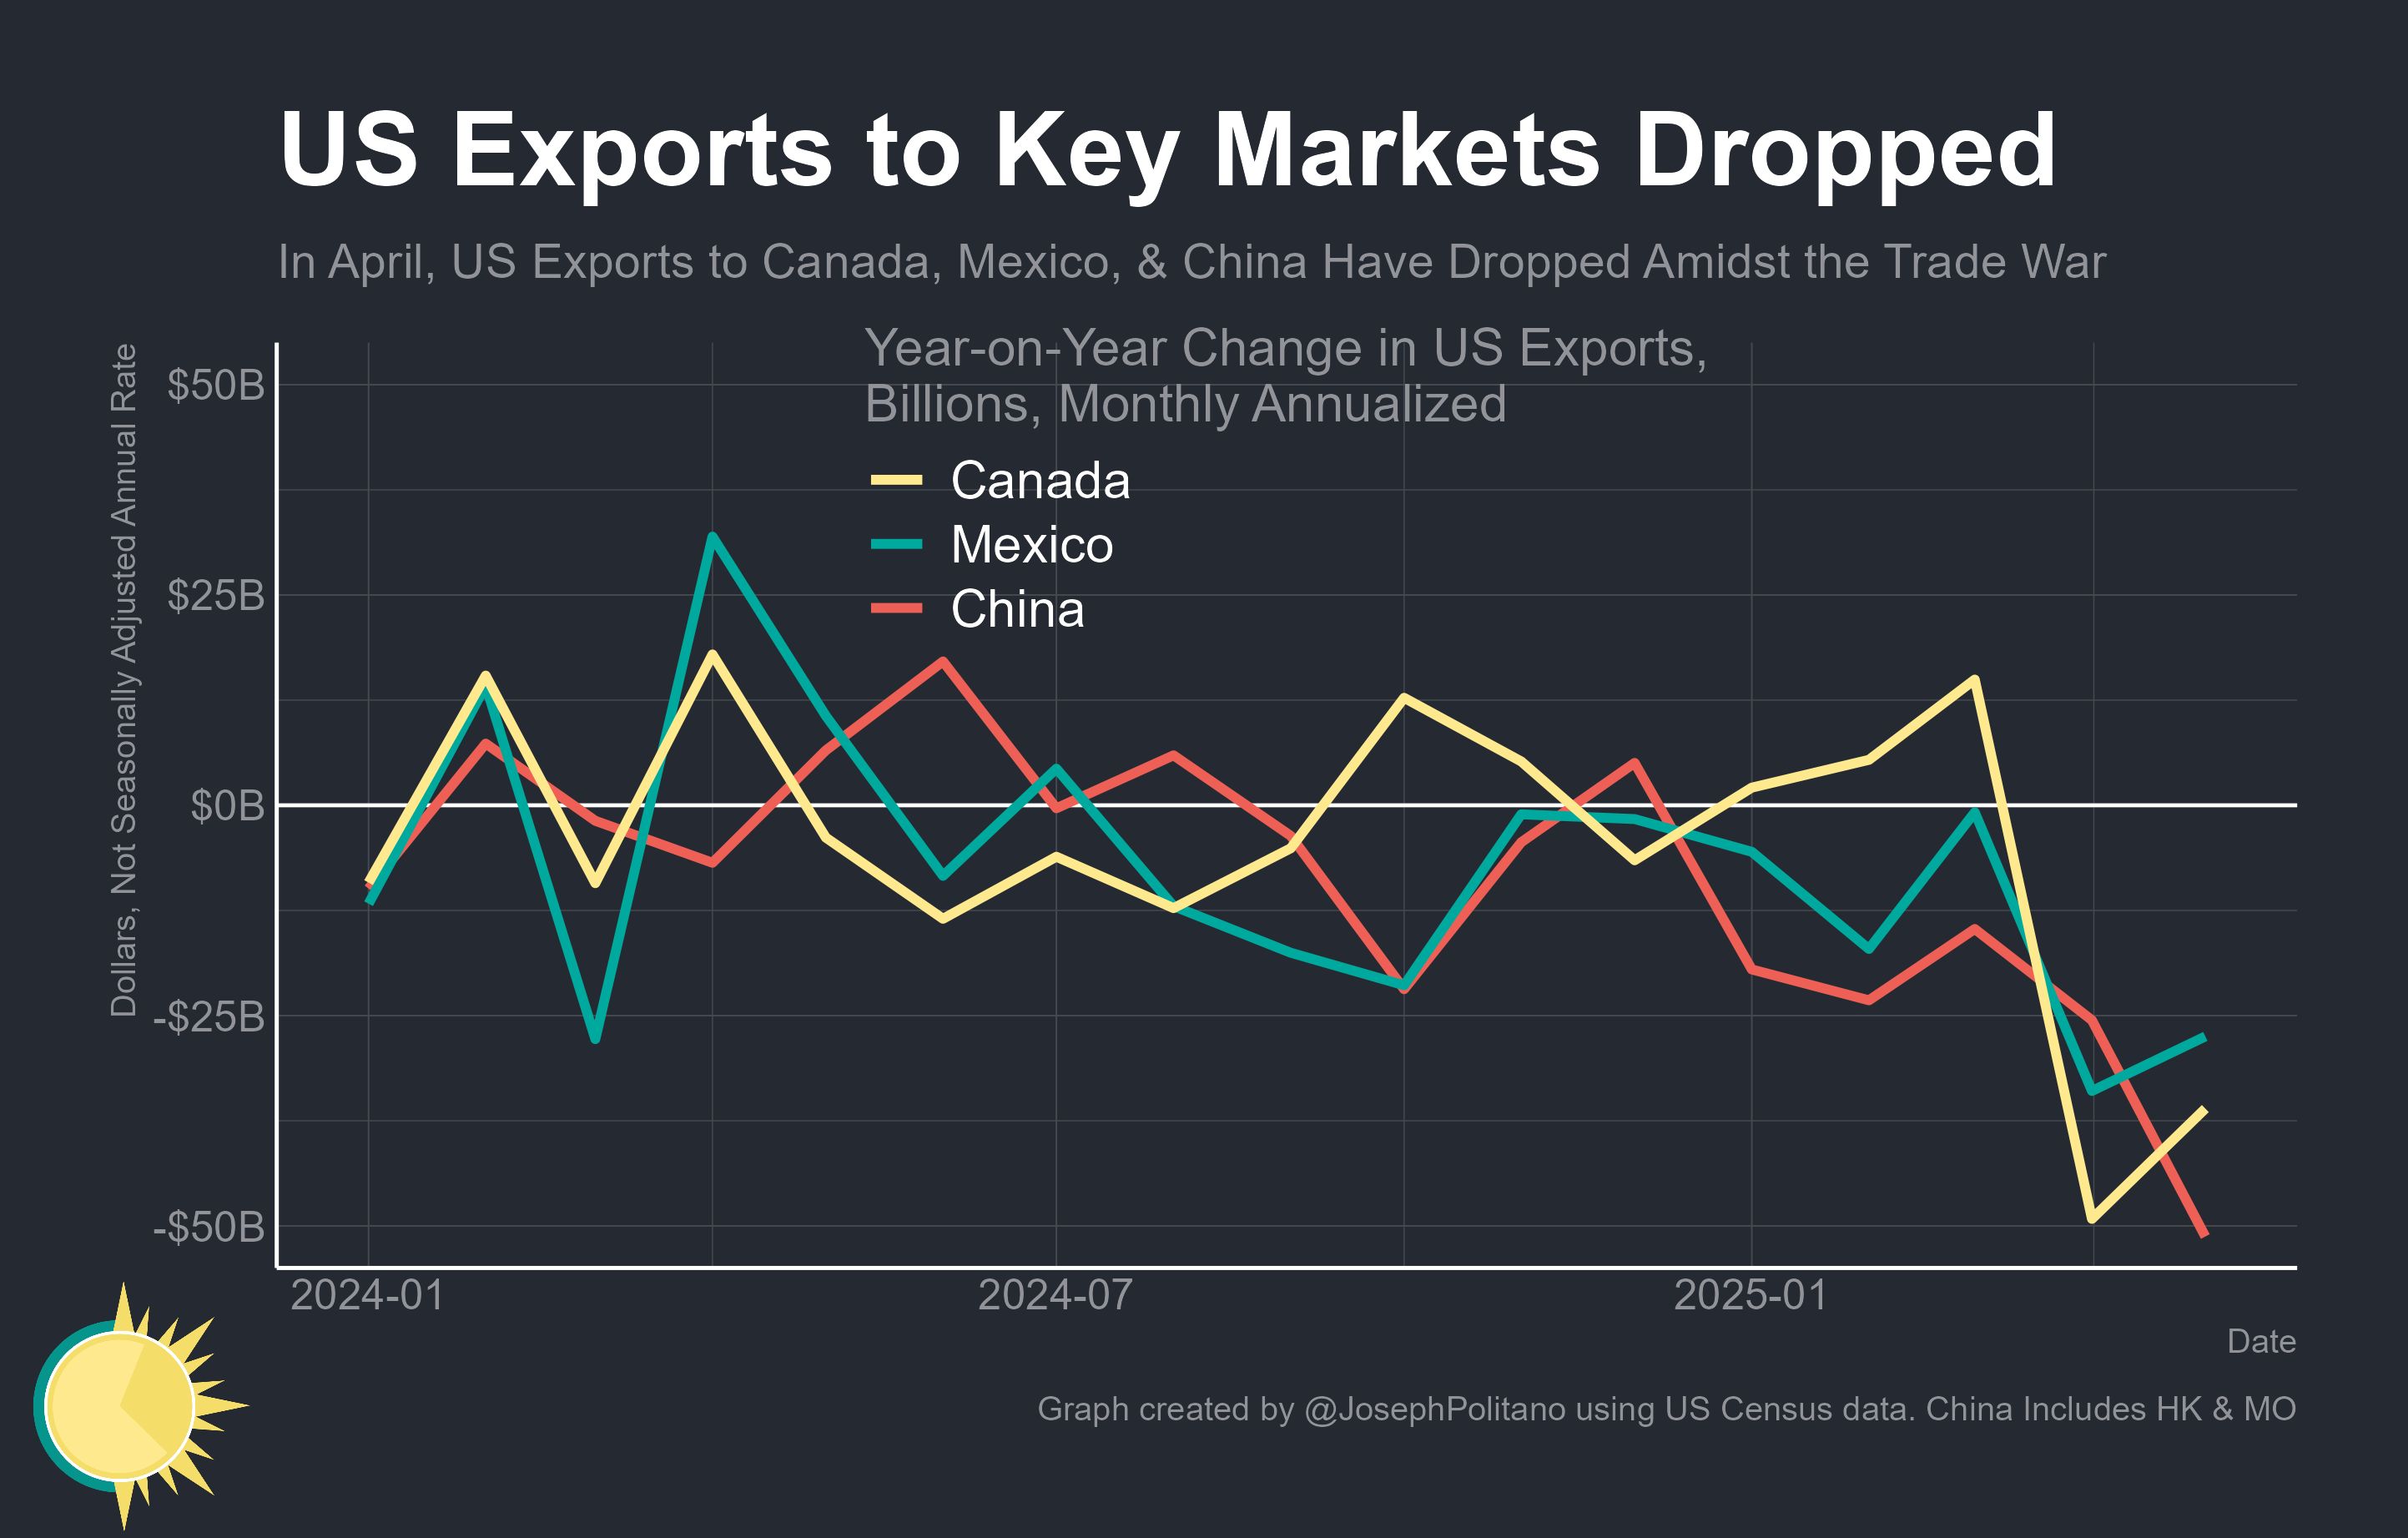 US Exports to Key Markets Dropped
In April, US Exports to Canada, Mexico, & China Have Dropped Amidst the Trade War
Year-on-Year Change in US Exports,
Billions, Monthly Annualized
Canada
Mexico
China
Dollars, Not Seasonally Adjusted Annual Rate
$50B
$25B
$0B
-$25B
-$50B
2024-01
2024-07
2025-01
Date
Graph created by @JosephPolitano using US Census data. China Includes HK & MO